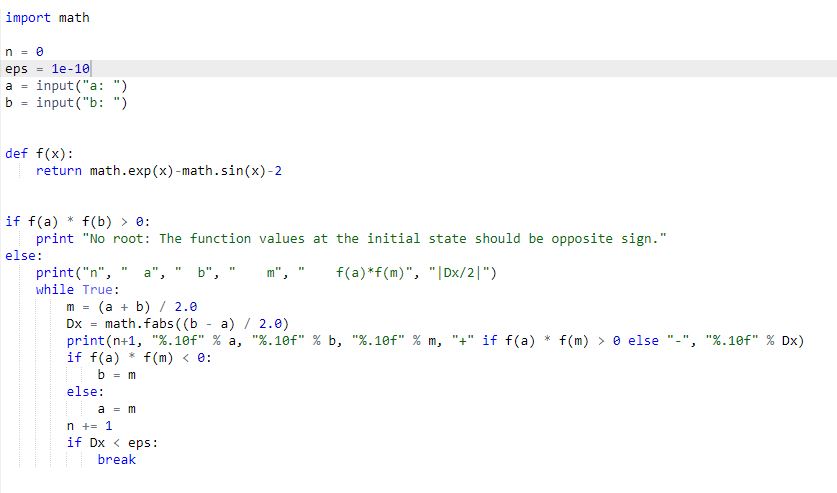 import math
n = 0
eps = 1e-10
a = input("a: ")
b = input("b: ")
def f(x):
    return math.exp(x)-math.sin(x)-2
if f(a) * f(b) > 0:
    print "No root: The function values at the initial state should be opposite sign."
else:
    print("n", "  a", "  b", "    m", "    f(a)*f(m)", "|Dx/2|")
    while True:
        m = (a + b) / 2.0
        Dx = math.fabs((b - a) / 2.0)
        print(n+1, "%.10f" % a, "%.10f" % b, "%.10f" % m, "+" if f(a) * f(m) > 0 else "-", "%.10f" % Dx)
        if f(a) * f(m) < 0:
            b = m
        else:
            a = m
        n += 1
        if Dx < eps:
            break